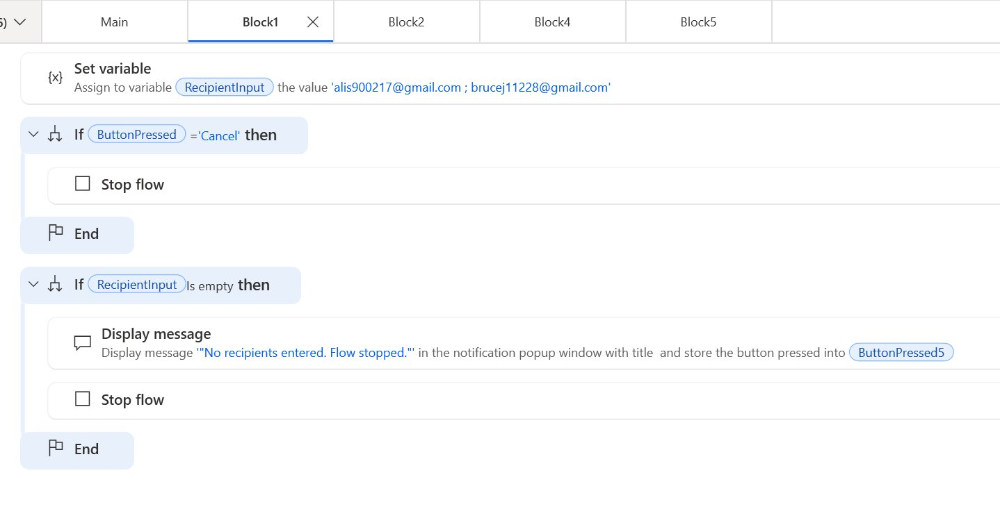 5) Main Block1 Block2 Block4 Block5
{x} Set variable
Assign to variable RecipientInput the value 'alis900217@gmail.com ; brucej11228@gmail.com'
If ButtonPressed ='Cancel' then
Stop flow
End
If RecipientInput Is empty then
Display message
Display message '"No recipients entered. Flow stopped."' in the notification popup window with title and store the button pressed into ButtonPressed5
Stop flow
End